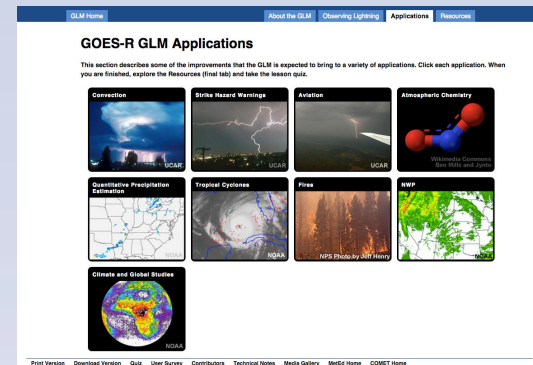 GLM Home
About the GLM
Observing Lightning
Applications
Resources
GOES-R GLM Applications
This section describes some of the improvements that the GLM is expected to bring to a variety of applications. Click each application. When
you are finished, explore the Resources (final tab) and take the lesson quiz.
Convection
UCAR
Strike Hazard Warnings
UCAR
Aviation
UCAR
Atmospheric Chemistry
Wikimedia Commons
Ben Mills and Jynto
Quantitative Precipitation
Estimation
NOAA
Tropical Cyclones
NOAA
Fires
NPS Photo by Jeff Henry
NWP
NOAA
Climate and Global Studies
NOAA
Print Version Download Version Quiz User Survey Contributors Technical Notes Media Gallery MetEd Home COMET Home